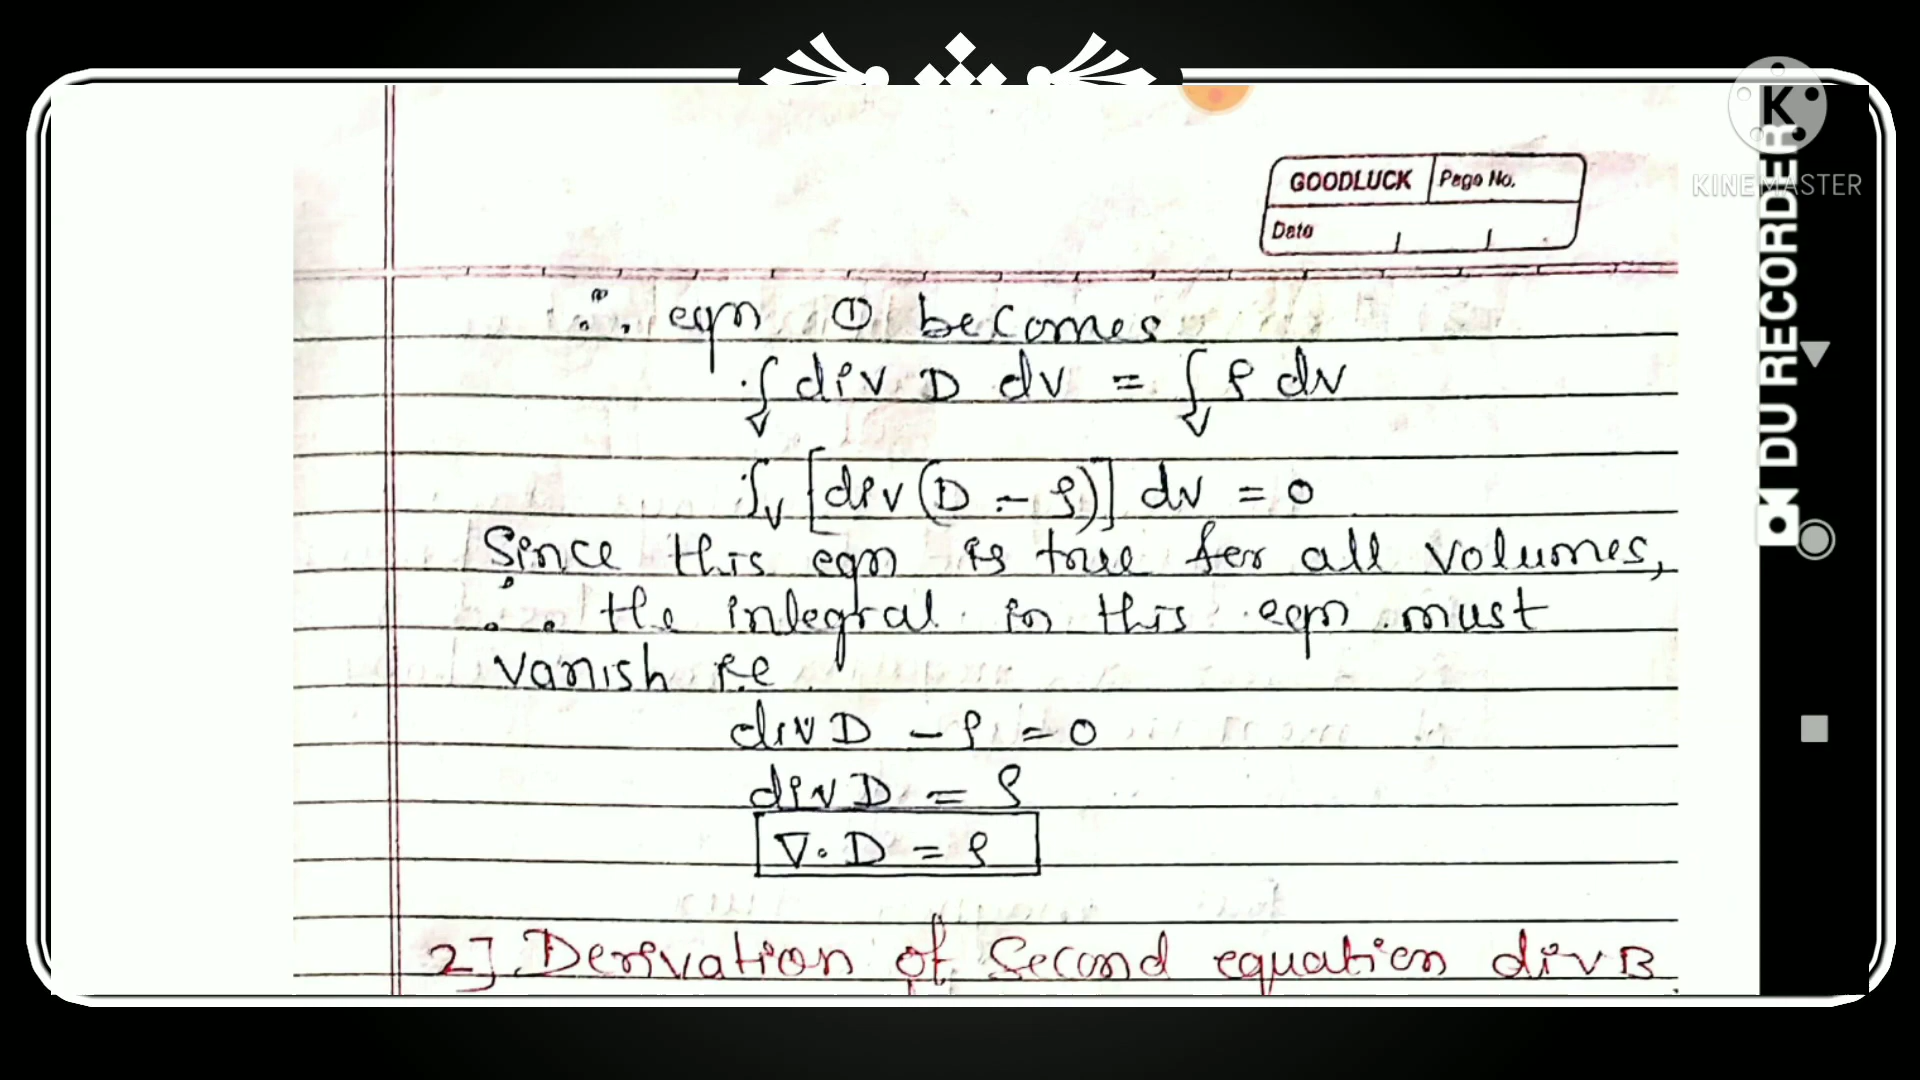 GOODLUCK Page No.
Date
∴ eqn ① becomes
∫v div D dv = ∫v ρ dv
∫v [div (D - ρ)] dv = 0
Since this eqn is true for all volumes,
∴ the integral in this eqn must
vanish ie
div D - ρ = 0
div D = ρ
∇. D = ρ
2] Derivation of Second equation div B
K
KINEMASTER
DU RECORDER